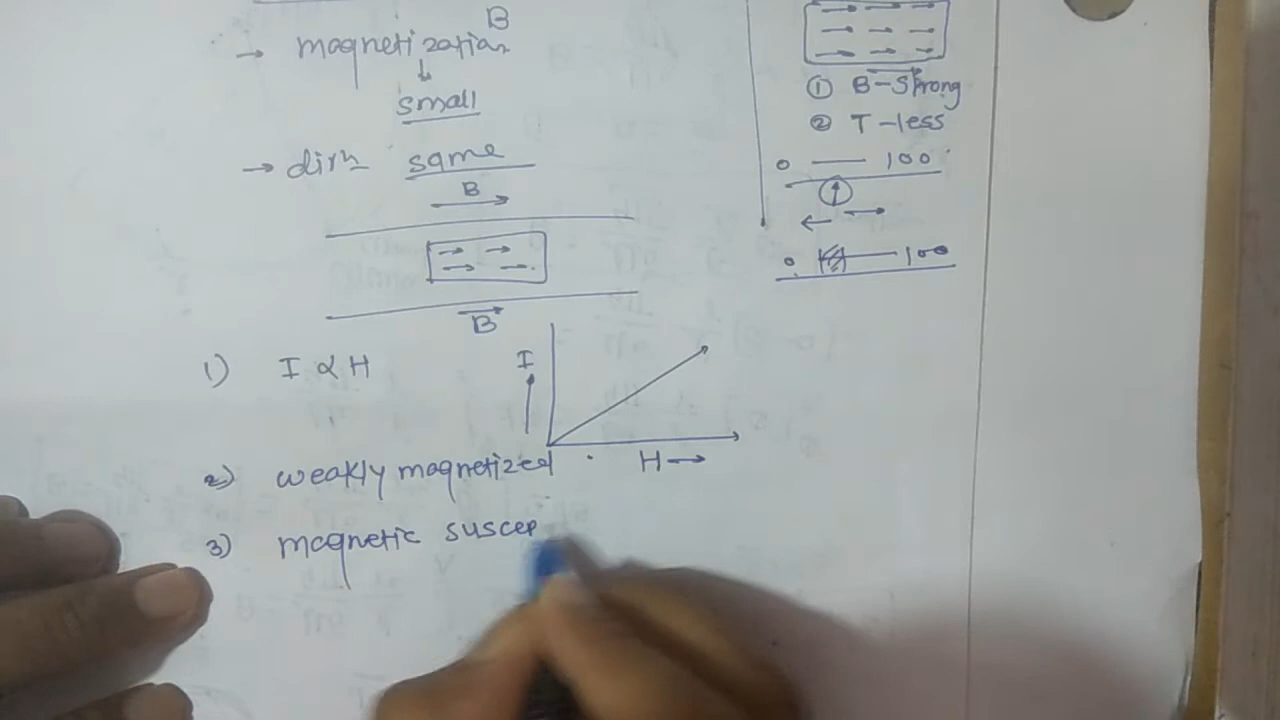 B
→ magnetization
↓
small
→ dirn same
B
B
1) I ∝ H
I
H→
2) weakly magnetized .
3) magnetic suscep
① B-strong
② T-less
0 — 100
0 — 100